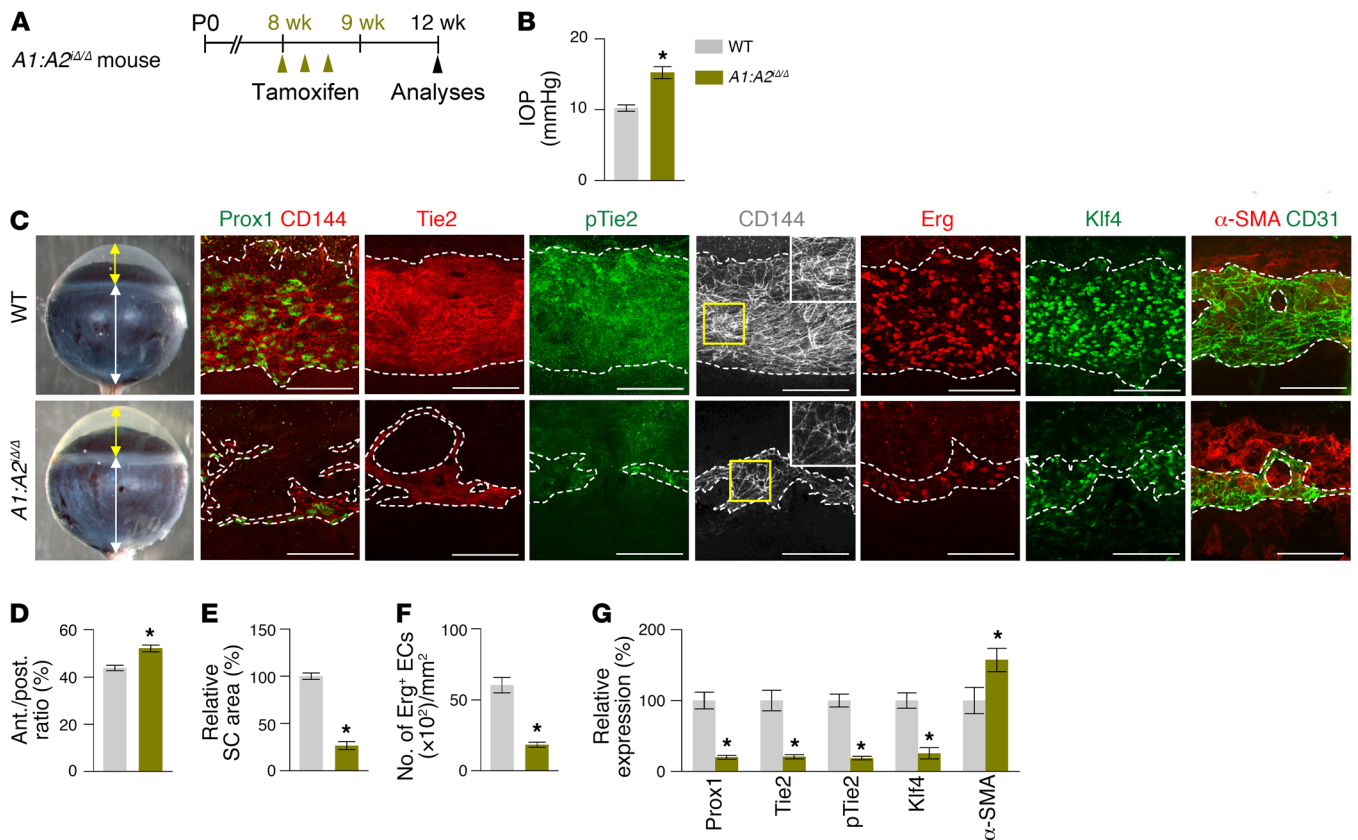 A
P0
8 wk
9 wk
12 wk
A1:A2iΔ/Δ mouse
Tamoxifen
Analyses
B
IOP
(mmHg)
20
10
0
*
WT
A1:A2iΔ/Δ
C
Prox1 CD144
Tie2
pTie2
CD144
Erg
Klf4
α-SMA CD31
WT
A1:A2iΔ/Δ
D
Ant./post.
ratio (%)
60
40
20
0
*
E
Relative
SC area (%)
150
100
50
0
*
F
No. of Erg+ ECs
(×10²)/mm²
100
50
0
*
G
Relative
expression (%)
200
100
0
*
*
*
*
*
Prox1
Tie2
pTie2
Klf4
α-SMA